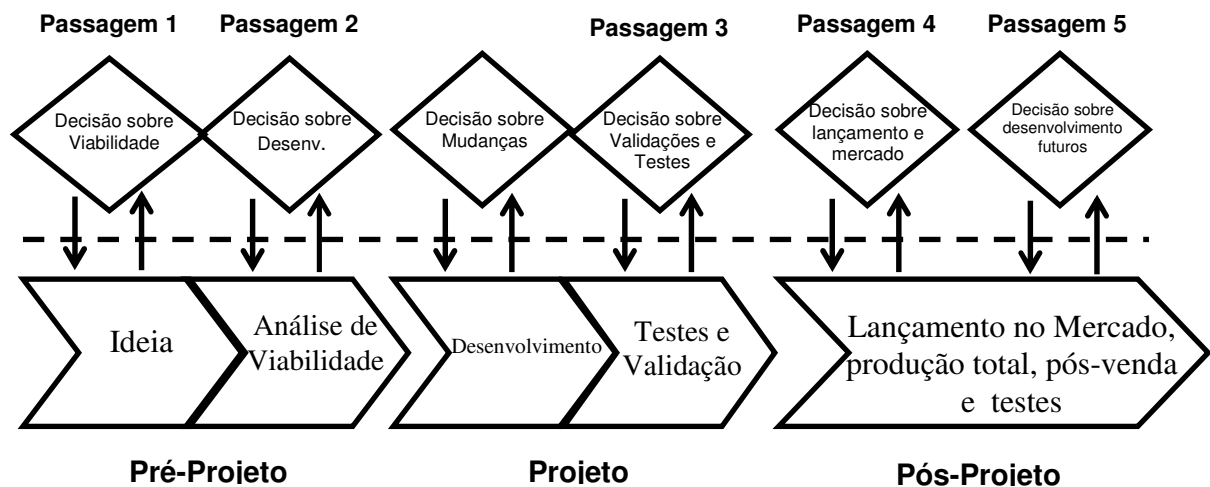 Passagem 1
Passagem 2
Passagem 3
Passagem 4
Passagem 5
Decisão sobre
Viabilidade
Decisão sobre
Desenv.
Decisão sobre
Mudanças
Decisão sobre
Validações e
Testes
Decisão sobre
lançamento e
mercado
Decisão sobre
desenvolvimento
futuros
Ideia
Análise de
Viabilidade
Desenvolvimento
Testes e
Validação
Lançamento no Mercado,
produção total, pós-venda
e testes
Pré-Projeto
Projeto
Pós-Projeto